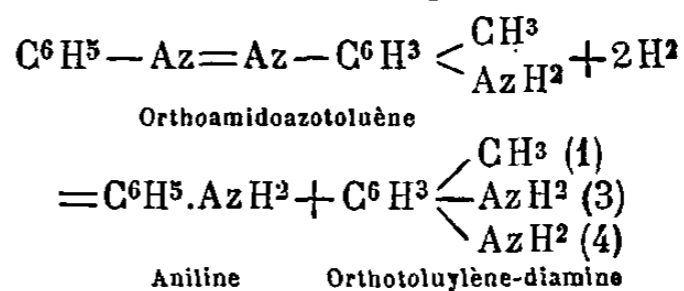 C⁶H⁵—Az=Az—C⁶H³<CH³ AzH² +2H²
Orthoamidoazotoluène
=C⁶H⁵.AzH²+C⁶H³ CH³ (1) —AzH² (3) AzH² (4)
Aniline Orthotoluylène-diamine